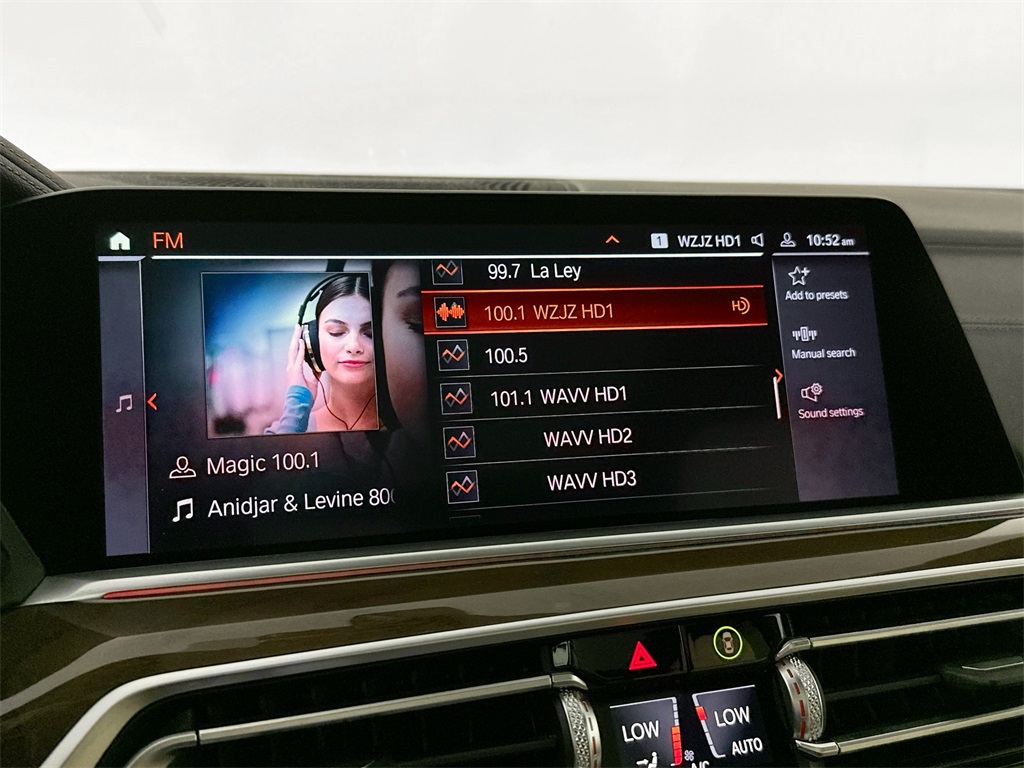 FM
1 WZJZ HD1 10:52 am
99.7 La Ley
100.1 WZJZ HD1 HD
100.5
101.1 WAVV HD1
WAVV HD2
WAVV HD3
Magic 100.1
Anidjar & Levine 800
Add to presets
Manual search
Sound settings
LOW
LOW
AUTO
A/C